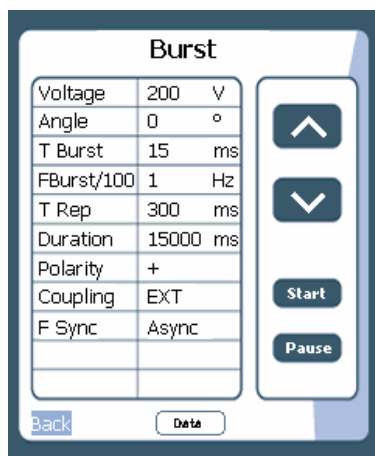 Burst
Voltage 200 V
Angle 0 °
T Burst 15 ms
FBurst/100 1 Hz
T Rep 300 ms
Duration 15000 ms
Polarity +
Coupling EXT
F Sync Async
Start
Pause
Back
Data